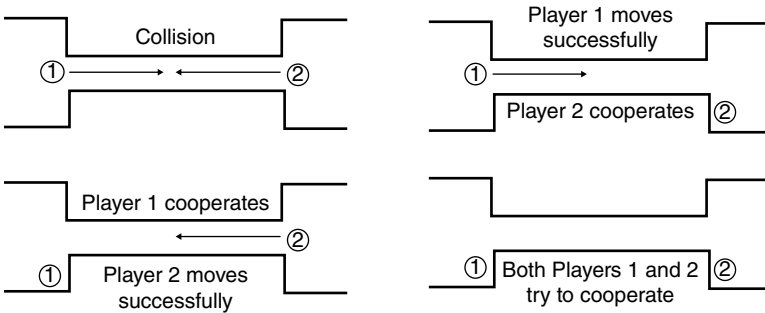 Collision
① ②
Player 1 moves
successfully
①
Player 2 cooperates ②
Player 1 cooperates
②
① Player 2 moves
successfully
① Both Players 1 and 2 ②
try to cooperate